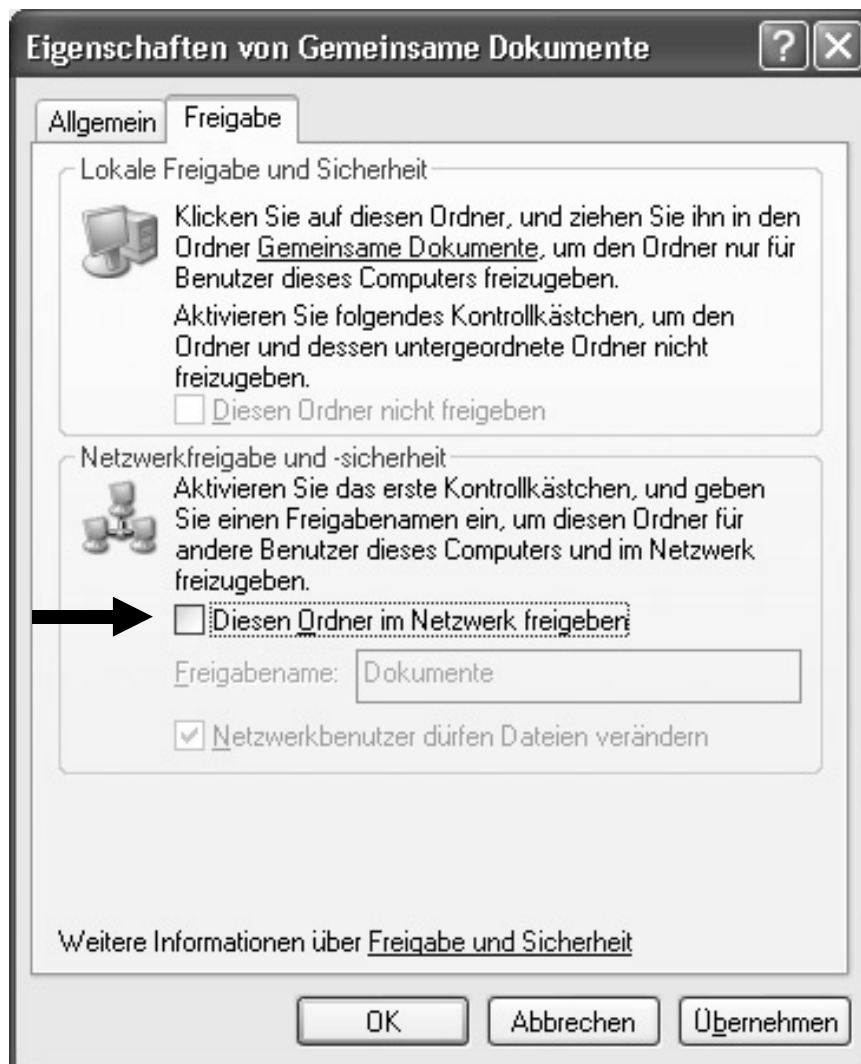 Eigenschaften von Gemeinsame Dokumente
Allgemein
Freigabe
Lokale Freigabe und Sicherheit
Klicken Sie auf diesen Ordner, und ziehen Sie ihn in den
Ordner Gemeinsame Dokumente, um den Ordner nur für
Benutzer dieses Computers freizugeben.
Aktivieren Sie folgendes Kontrollkästchen, um den
Ordner und dessen untergeordnete Ordner nicht
freizugeben.
Diesen Ordner nicht freigeben
Netzwerkfreigabe und -sicherheit
Aktivieren Sie das erste Kontrollkästchen, und geben
Sie einen Freigabenamen ein, um diesen Ordner für
andere Benutzer dieses Computers und im Netzwerk
freizugeben.
Diesen Ordner im Netzwerk freigeben
Freigabename: Dokumente
Netzwerkbenutzer dürfen Dateien verändern
Weitere Informationen über Freigabe und Sicherheit
OK Abbrechen Übernehmen